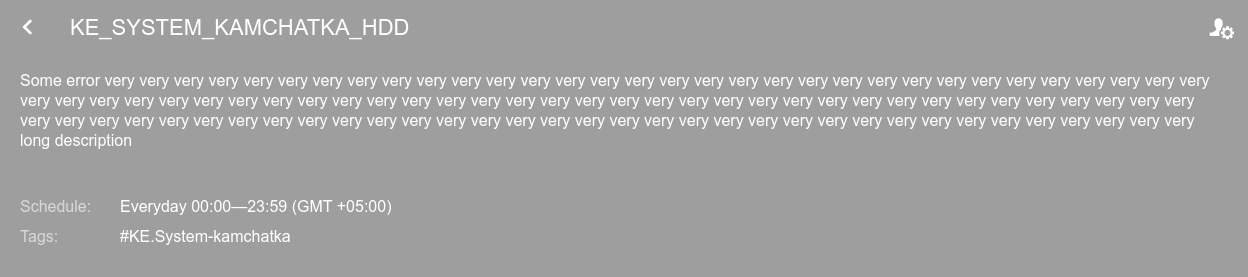 KE_SYSTEM_KAMCHATKA_HDD
Some error very very very very very very very very very very very very very very very very very very very very very very very very very very very very very very very very
very very very very very very very very very very very very very very very very very very very very very very very very very very very very very very very very very very
very very very very very very very very very very very very very very very very very very very very very very very very very very very very very very very very very very
long description
Schedule: Everyday 00:00—23:59 (GMT +05:00)
Tags: #KE.System-kamchatka